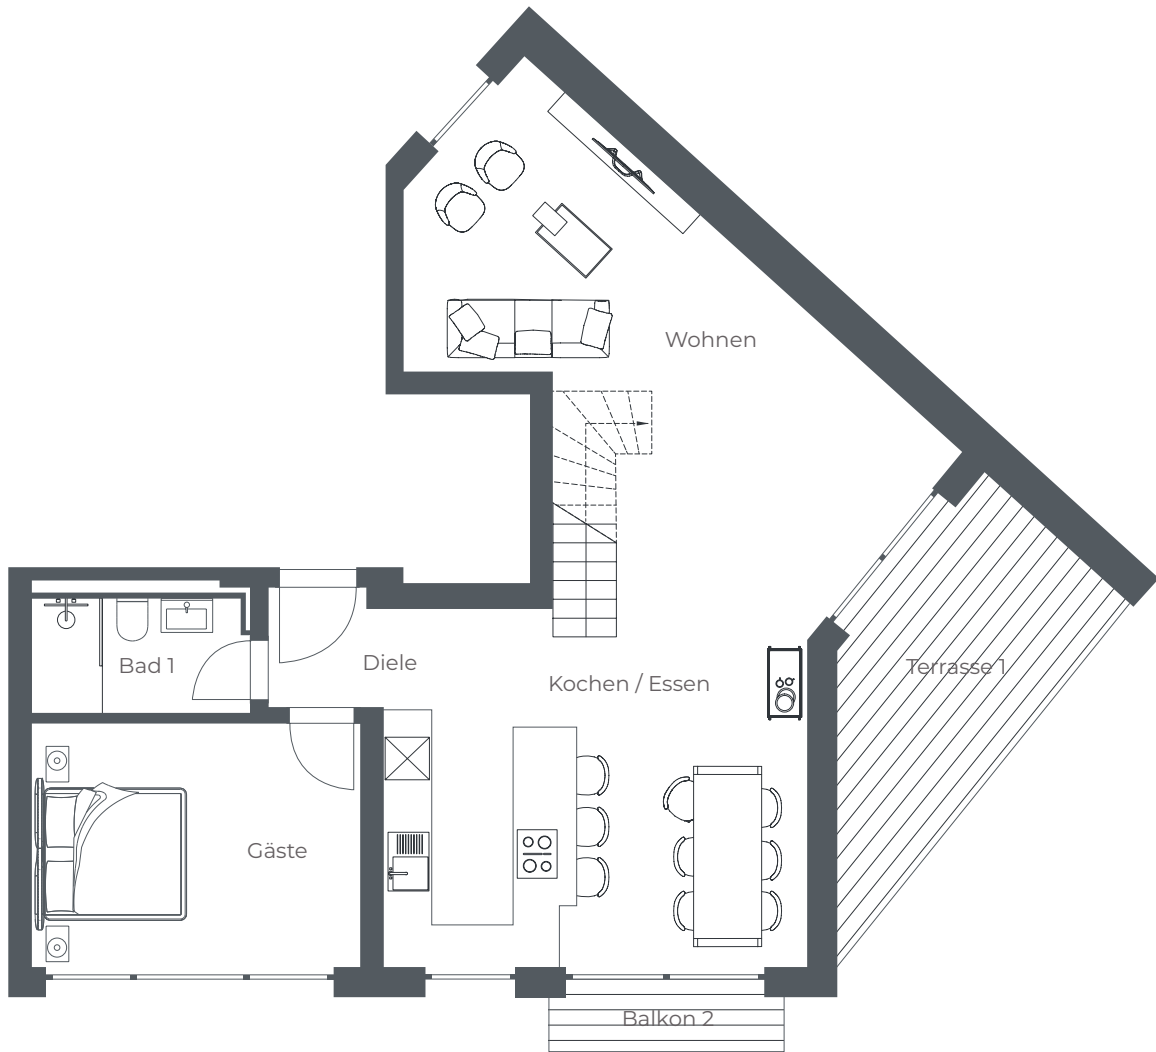 Wohnen
Bad 1
Diele
Kochen / Essen
Terrasse 1
Gäste
Balkon 2